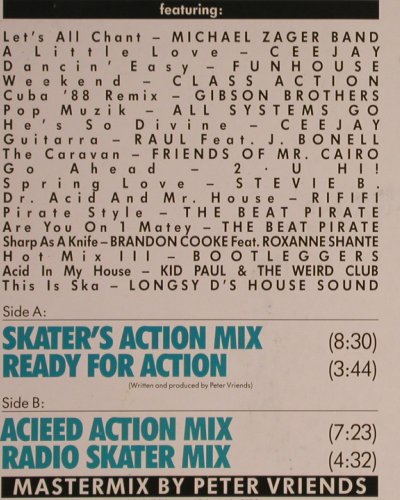 featuring:
Let's All Chant – MICHAEL ZAGER BAND
A Little Love – CEEJAY
Dancin' Easy – FUNHOUSE
Weekend – CLASS ACTION
Cuba '88 Remix – GIBSON BROTHERS
Pop Muzik – ALL SYSTEMS GO
He's So Divine – CEEJAY
Guitarra – RAUL Feat. J. BONELL
The Caravan – FRIENDS OF MR. CAIRO
Go Ahead – 2·U HI!
Spring Love – STEVIE B.
Dr. Acid And Mr. House – RIFIFI
Pirate Style – THE BEAT PIRATE
Are You On 1 Matey – THE BEAT PIRATE
Sharp As A Knife – BRANDON COOKE Feat. ROXANNE SHANTE
Hot Mix III – BOOTLEGGERS
Acid In My House – KID PAUL & THE WEIRD CLUB
This Is Ska – LONGSY D'S HOUSE SOUND
Side A:
SKATER'S ACTION MIX (8:30)
READY FOR ACTION (3:44)
(Written and produced by Peter Vriends)
Side B:
ACIEED ACTION MIX (7:23)
RADIO SKATER MIX (4:32)
MASTERMIX BY PETER VRIENDS